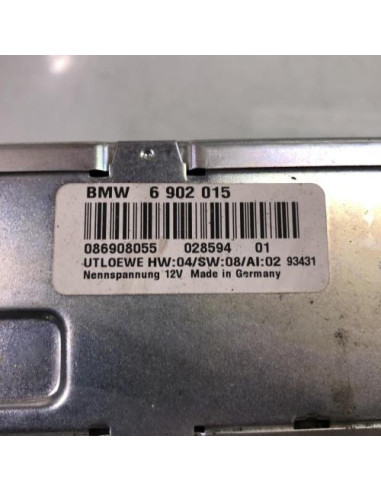 BMW 6 902 015
086908055 028594 01
UTLOEWE HW:04/SW:08/AI:02 93431
Nennspannung 12V Made in Germany